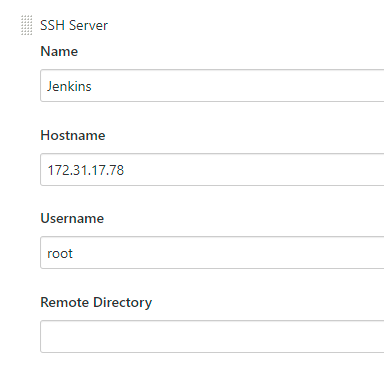 SSH Server
Name
Jenkins
Hostname
172.31.17.78
Username
root
Remote Directory